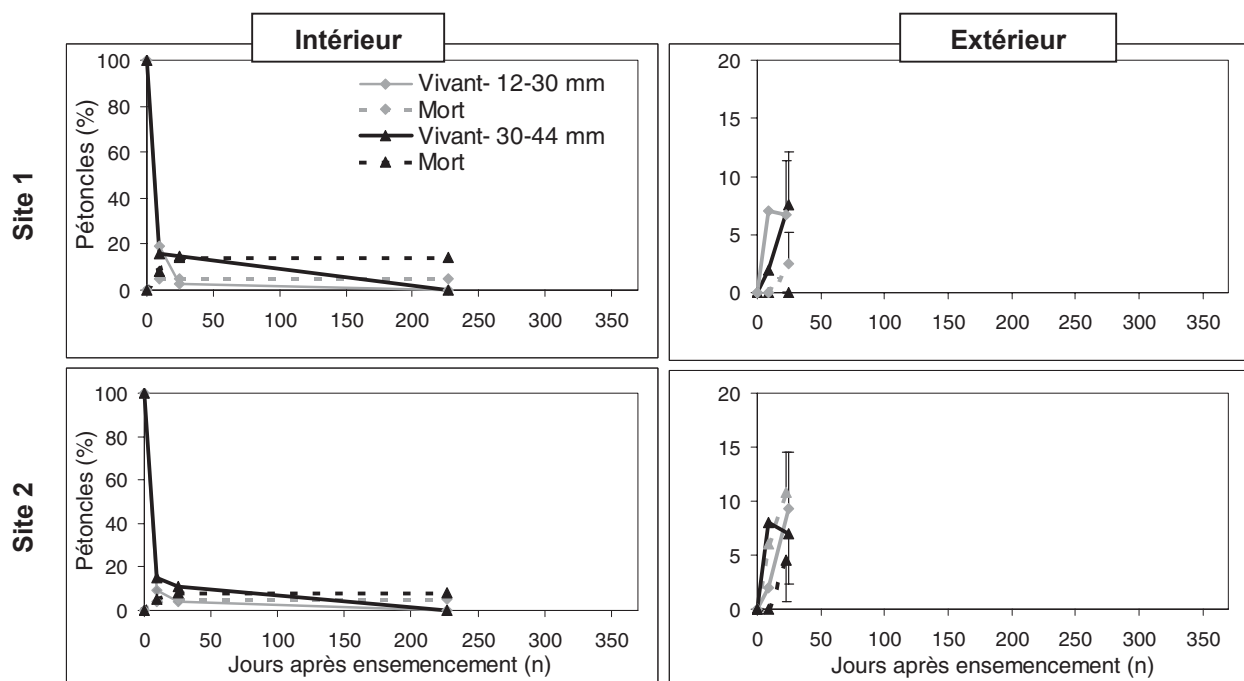 Intérieur
Extérieur
Site 1
Pétoncles (%)
100
80
60
40
20
0
Vivant- 12-30 mm
Mort
Vivant- 30-44 mm
Mort
0 50 100 150 200 250 300 350
20
15
10
5
0
0 50 100 150 200 250 300 350
Site 2
Pétoncles (%)
100
80
60
40
20
0
0 50 100 150 200 250 300 350
Jours après ensemencement (n)
20
15
10
5
0
0 50 100 150 200 250 300 350
Jours après ensemencement (n)